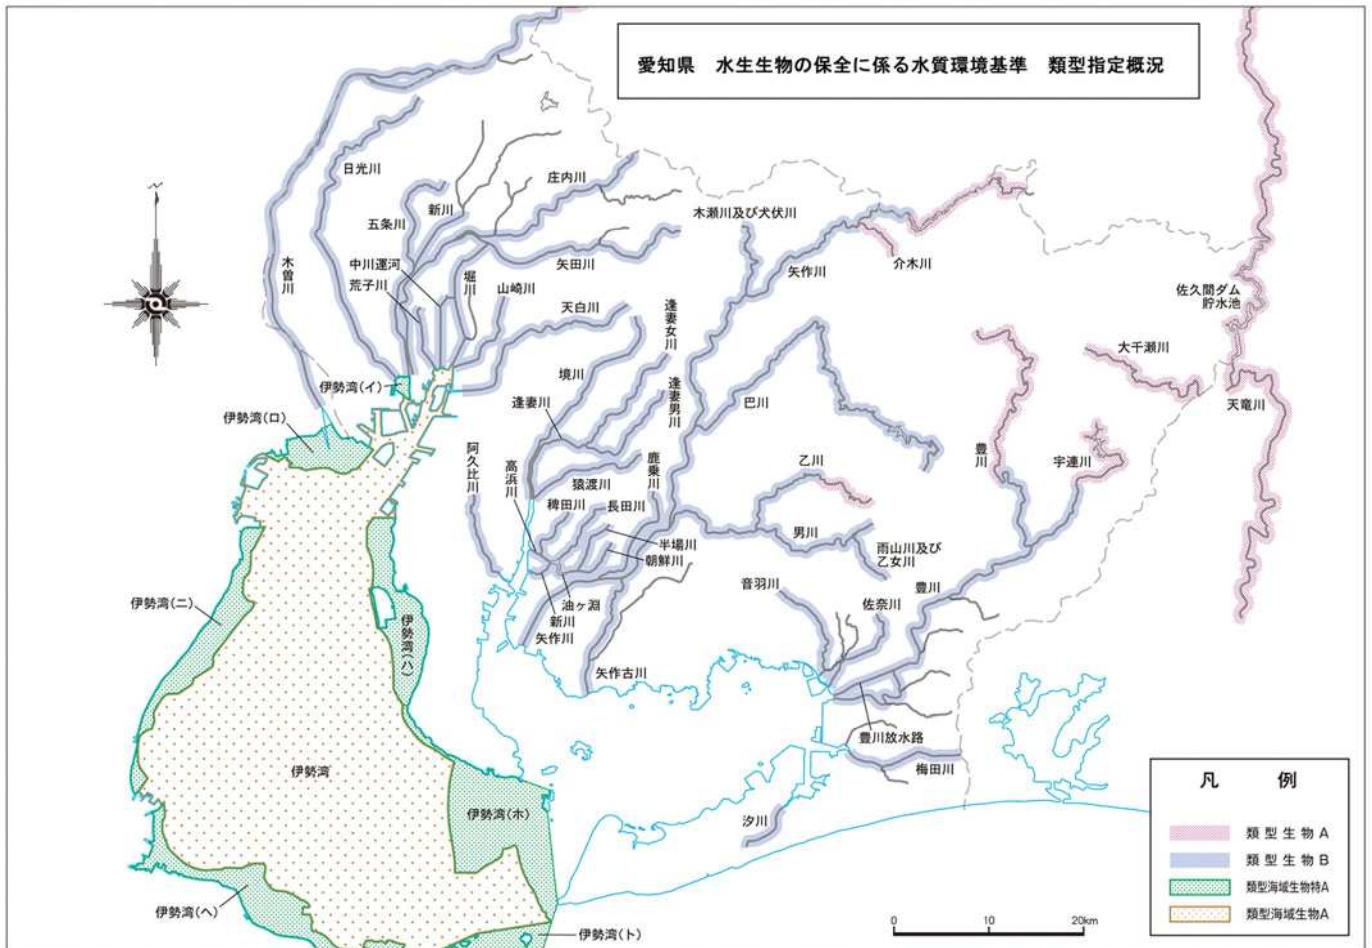 愛知県 水生生物の保全に係る水質環境基準 類型指定概況
日光川
庄内川
新川
五条川
木瀬川及び犬伏川
木曽川
中川運河
荒子川
堀川
山崎川
矢田川
矢作川
介木川
天白川
逢妻女川
佐久間ダム
貯水池
大千瀬川
伊勢湾(イ)
境川
逢妻川
逢妻男川
巴川
天竜川
伊勢湾(ロ)
阿久比川
高浜川
鹿乗川
乙川
豊川
宇連川
猿渡川
稗田川
長田川
半場川
朝鮮川
男川
雨山川及び
乙女川
音羽川
佐奈川
豊川
油ヶ淵
新川
矢作川
矢作古川
伊勢湾(ニ)
伊勢湾(ハ)
豊川放水路
梅田川
伊勢湾
伊勢湾(ホ)
汐川
伊勢湾(ヘ)
伊勢湾(ト)
凡 例
類型生物A
類型生物B
類型海域生物特A
類型海域生物A
0 10 20km